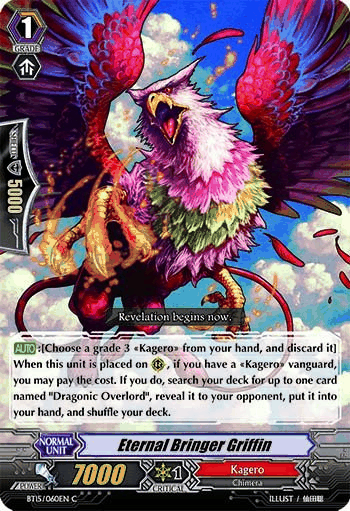 1
GRADE
5000
SHIELD
Revelation begins now.
AUTO:[Choose a grade 3 «Kagero» from your hand, and discard it]
When this unit is placed on , if you have a «Kagero» vanguard,
you may pay the cost. If you do, search your deck for up to one card
named "Dragonic Overlord", reveal it to your opponent, put it into
your hand, and shuffle your deck.
NORMAL
UNIT
Eternal Bringer Griffin
POWER
7000
1
CRITICAL
Kagero
Chimera
BT15/060EN C
ILLUST / 仙田聡